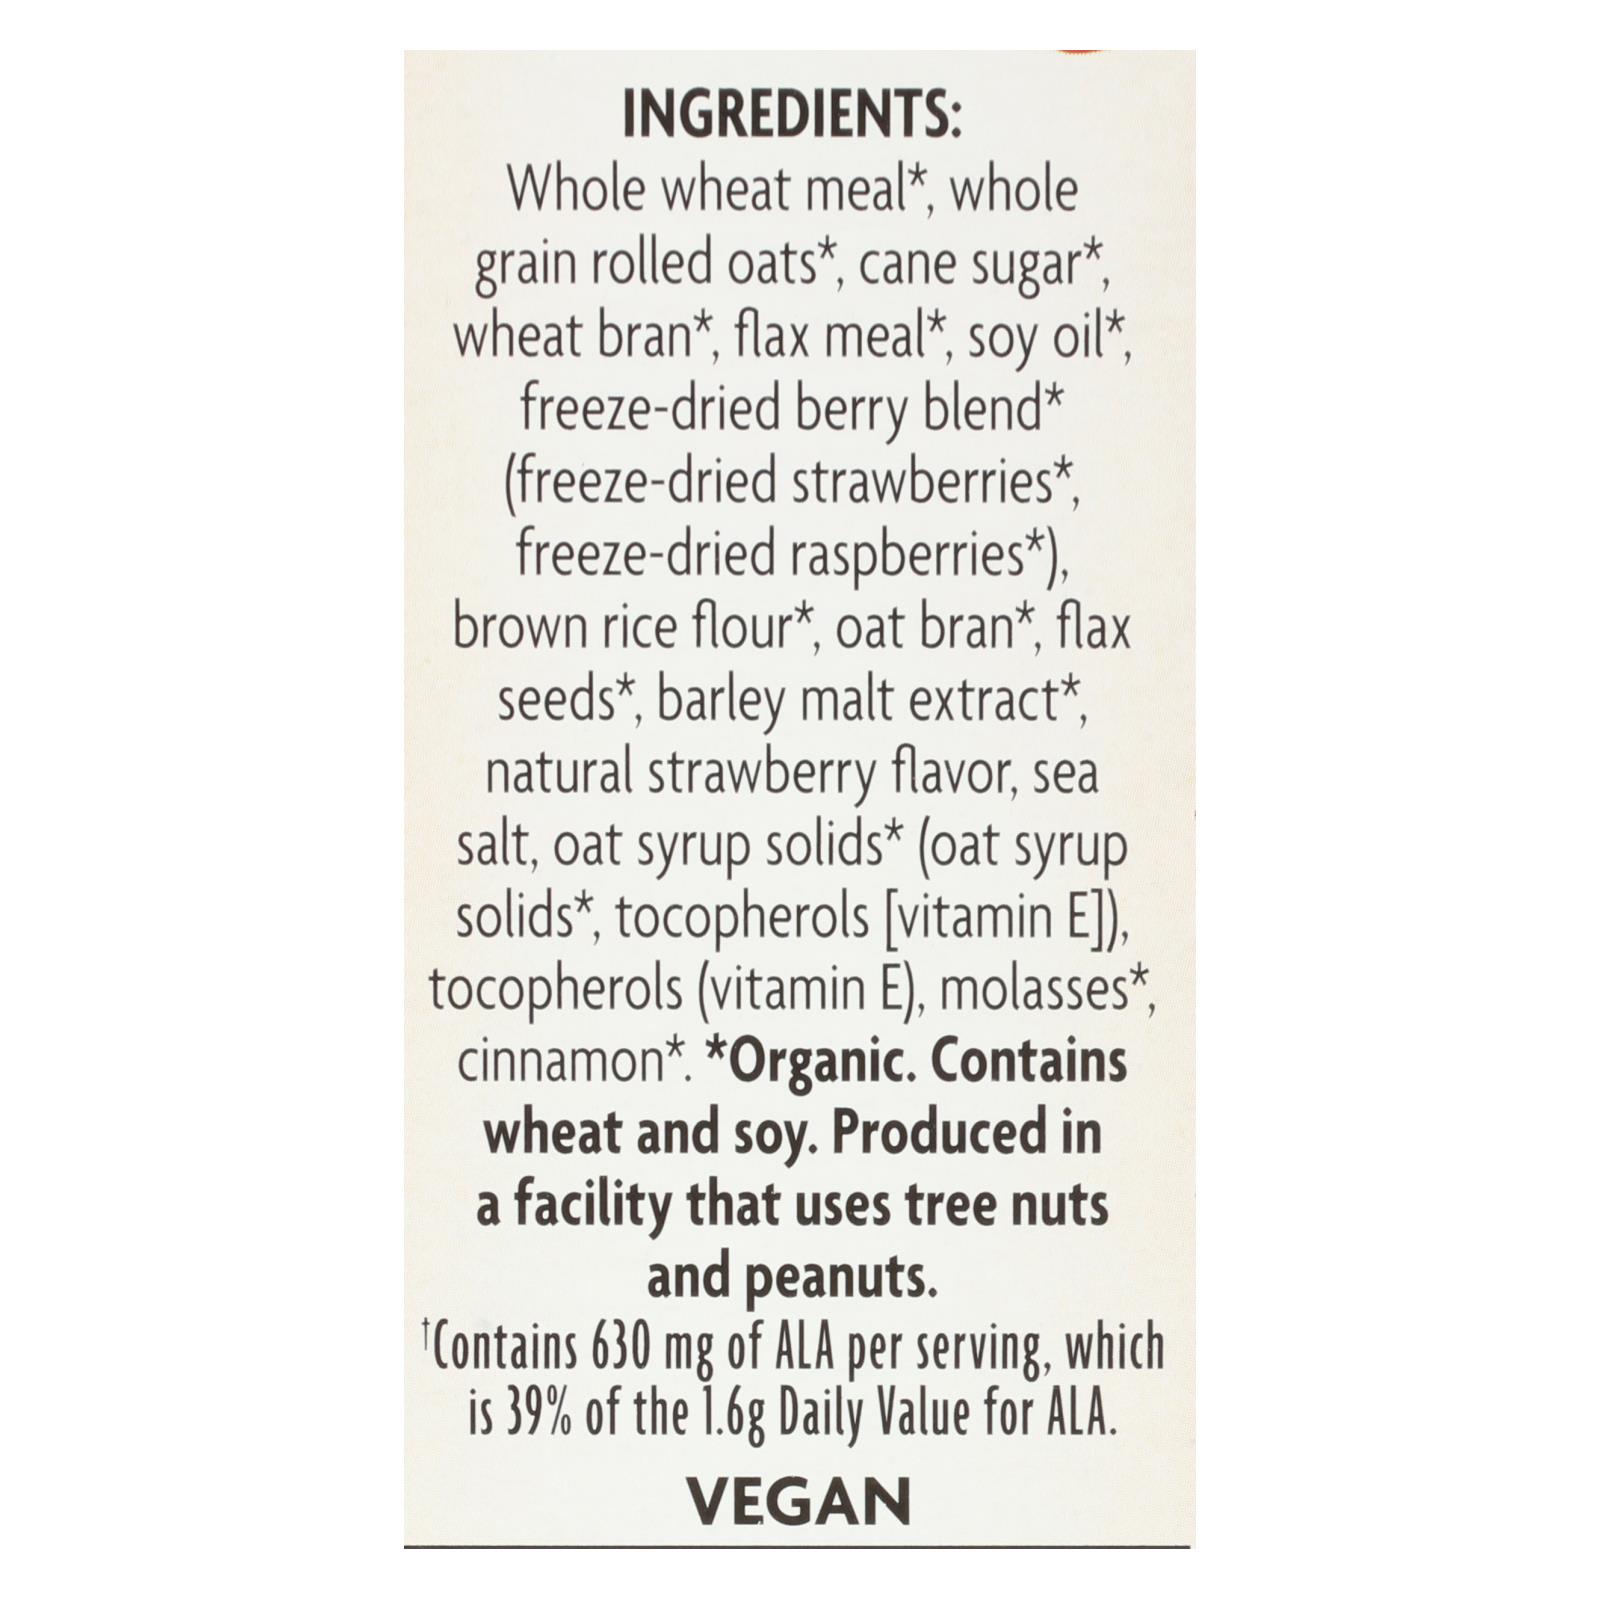 INGREDIENTS:
Whole wheat meal*, whole
grain rolled oats*, cane sugar*,
wheat bran*, flax meal*, soy oil*,
freeze-dried berry blend*
(freeze-dried strawberries*,
freeze-dried raspberries*),
brown rice flour*, oat bran*, flax
seeds*, barley malt extract*,
natural strawberry flavor, sea
salt, oat syrup solids* (oat syrup
solids*, tocopherols [vitamin E]),
tocopherols (vitamin E), molasses*,
cinnamon*. *Organic. Contains
wheat and soy. Produced in
a facility that uses tree nuts
and peanuts.
†Contains 630 mg of ALA per serving, which
is 39% of the 1.6g Daily Value for ALA.
VEGAN